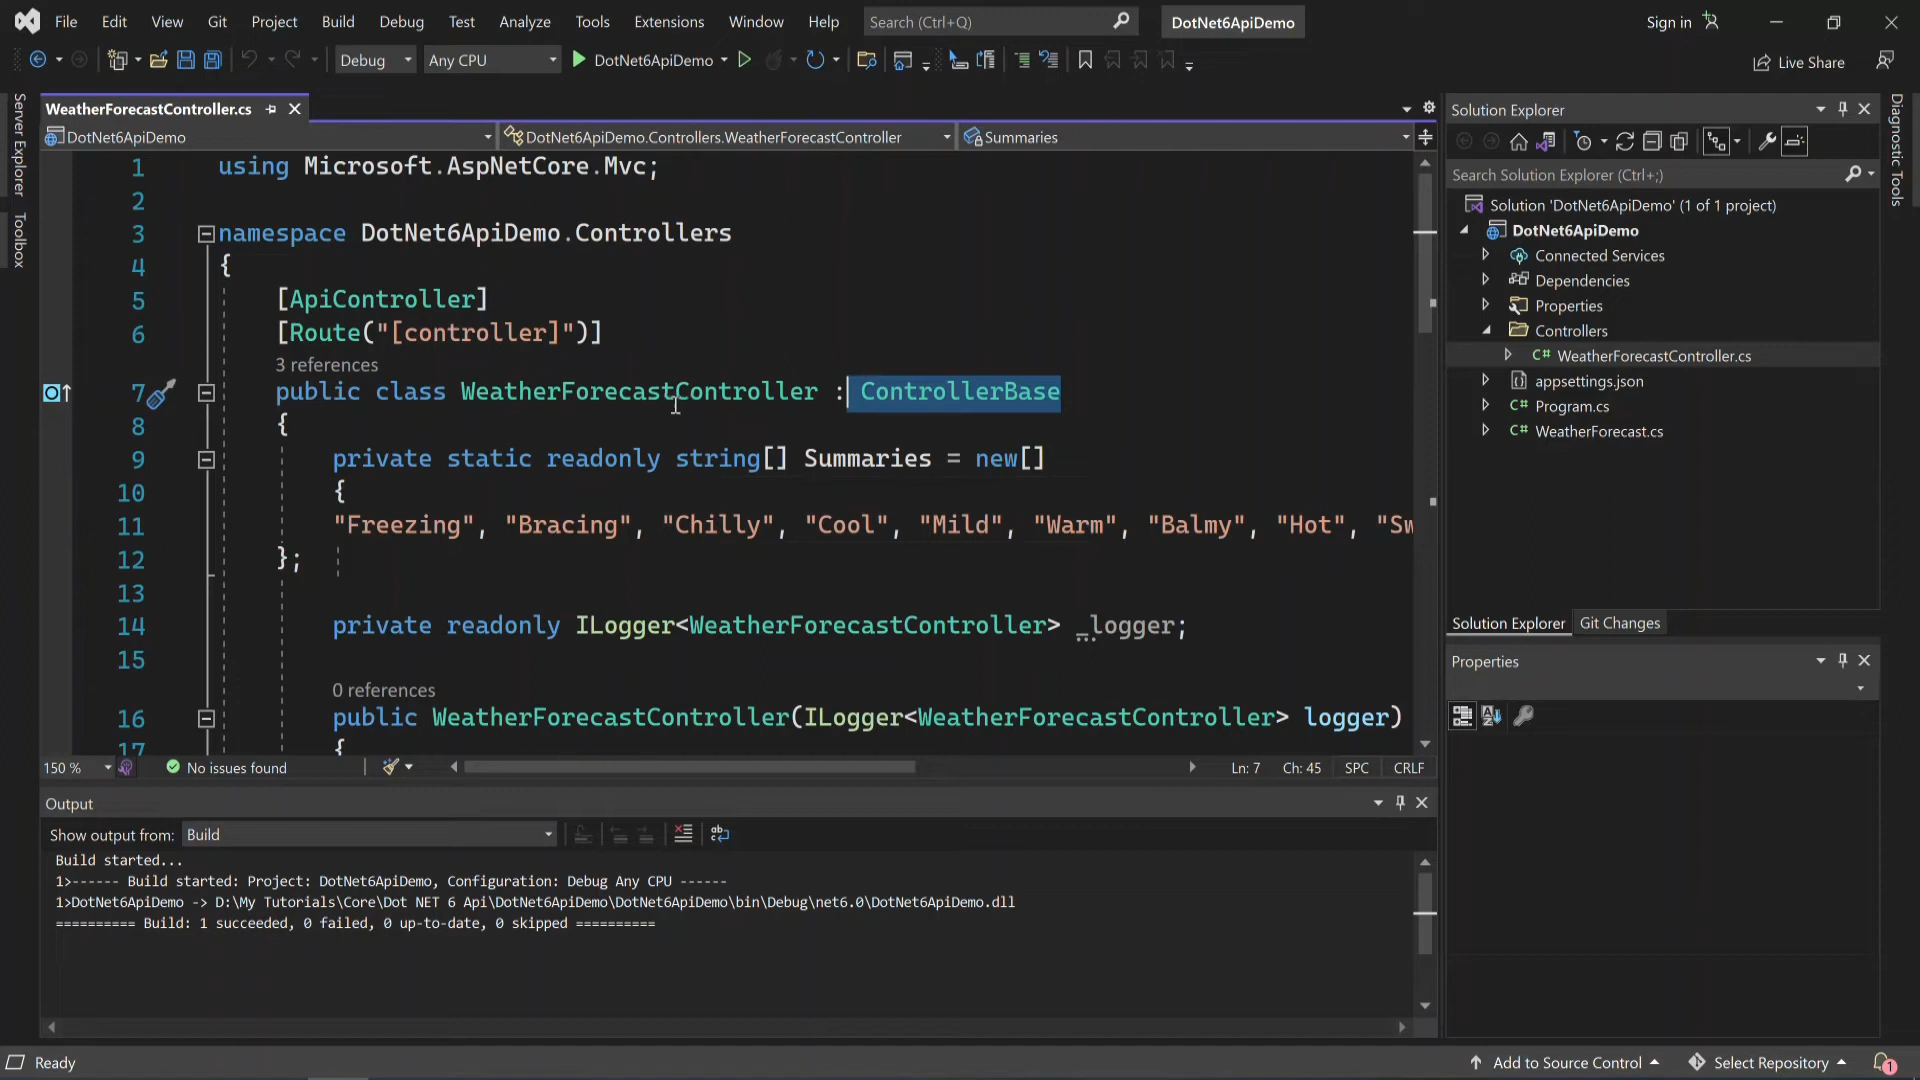 File Edit View Git Project Build Debug Test Analyze Tools Extensions Window Help Search (Ctrl+Q) DotNet6ApiDemo Sign in
Debug Any CPU DotNet6ApiDemo Live Share
Server Explorer
Toolbox
WeatherForecastController.cs
DotNet6ApiDemo DotNet6ApiDemo.Controllers.WeatherForecastController Summaries
1 using Microsoft.AspNetCore.Mvc;
2
3 namespace DotNet6ApiDemo.Controllers
4 {
5 [ApiController]
6 [Route("[controller]")]
3 references
7 public class WeatherForecastController : ControllerBase
8 {
9 private static readonly string[] Summaries = new[]
10 {
11 "Freezing", "Bracing", "Chilly", "Cool", "Mild", "Warm", "Balmy", "Hot", "Sw
12 };
13
14 private readonly ILogger<WeatherForecastController> _logger;
15
0 references
16 public WeatherForecastController(ILogger<WeatherForecastController> logger)
17 {
150 % No issues found Ln: 7 Ch: 45 SPC CRLF
Output
Show output from: Build
Build started...
1>------ Build started: Project: DotNet6ApiDemo, Configuration: Debug Any CPU ------
1>DotNet6ApiDemo -> D:\My Tutorials\Core\Dot NET 6 Api\DotNet6ApiDemo\DotNet6ApiDemo\bin\Debug\net6.0\DotNet6ApiDemo.dll
========== Build: 1 succeeded, 0 failed, 0 up-to-date, 0 skipped ==========
Solution Explorer
Search Solution Explorer (Ctrl+;)
Solution 'DotNet6ApiDemo' (1 of 1 project)
DotNet6ApiDemo
Connected Services
Dependencies
Properties
Controllers
C# WeatherForecastController.cs
appsettings.json
C# Program.cs
C# WeatherForecast.cs
Solution Explorer Git Changes
Properties
Diagnostic Tools
Ready Add to Source Control Select Repository 1